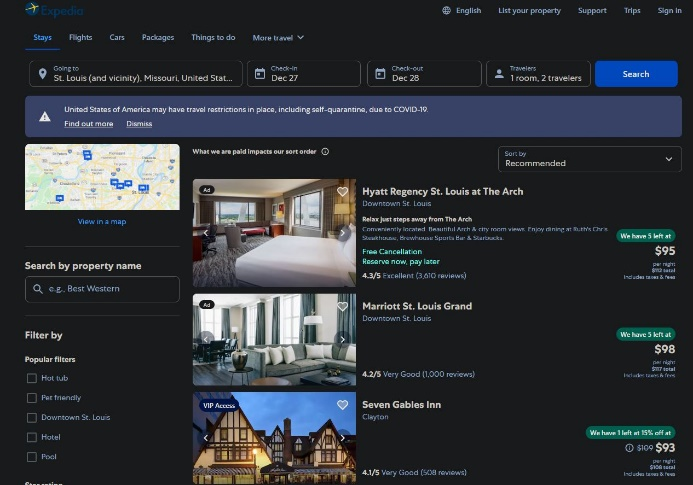 Expedia
English
List your property
Support
Trips
Sign in
Stays
Flights
Cars
Packages
Things to do
More travel
Going to
St. Louis (and vicinity), Missouri, United Stat...
Check-in
Dec 27
Check-out
Dec 28
Travelers
1 room, 2 travelers
Search
United States of America may have travel restrictions in place, including self-quarantine, due to COVID-19.
Find out more
Dismiss
View in a map
What we are paid impacts our sort order
Sort by
Recommended
Search by property name
e.g., Best Western
Filter by
Popular filters
Hot tub
Pet friendly
Downtown St. Louis
Hotel
Pool
Ad
Hyatt Regency St. Louis at The Arch
Downtown St. Louis
Relax just steps away from The Arch
Conveniently located. Beautiful Arch & city room views. Enjoy dining at Ruth's Chris
Steakhouse, Brewhouse Sports Bar & Starbucks.
Free Cancellation
Reserve now, pay later
4.3/5 Excellent (3,610 reviews)
We have 5 left at
$95
per night
$113 total
includes taxes & fees
Ad
Marriott St. Louis Grand
Downtown St. Louis
4.2/5 Very Good (1,000 reviews)
We have 5 left at
$98
per night
$117 total
includes taxes & fees
VIP Access
Seven Gables Inn
Clayton
4.1/5 Very Good (508 reviews)
We have 1 left at 15% off at
$109 $93
per night
$108 total
includes taxes & fees